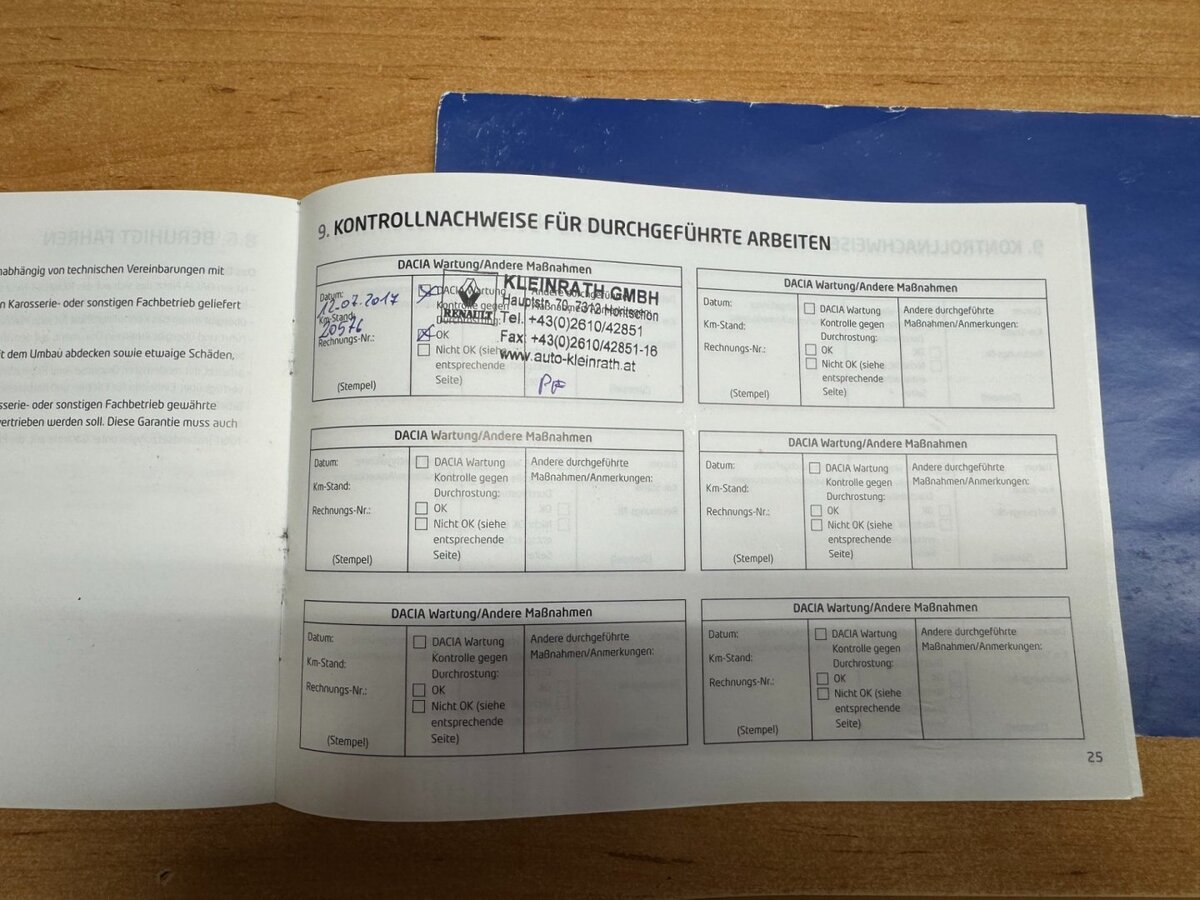 nabhängig von technischen Vereinbarungen mit
n Karosserie- oder sonstigen Fachbetrieb geliefert
it dem Umbau abdecken sowie etwaige Schäden,
sserie- oder sonstigen Fachbetrieb gewährte
vertrieben werden soll. Diese Garantie muss auch
9. KONTROLLNACHWEISE FÜR DURCHGEFÜHRTE ARBEITEN
DACIA Wartung/Andere Maßnahmen
Datum:
12.07.2017
Km-Stand:
20576
Rechnungs-Nr.:
(Stempel)
DACIA Wartung
Kontrolle gegen
Durchrostung:
OK
Nicht OK (siehe
entsprechende
Seite)
Andere durchgeführte
Maßnahmen/Anmerkungen:
RENAULT
KLEINRATH GMBH
Hauptstr. 70, 7312 Horitschon
Tel. +43(0)2610/42851
Fax: +43(0)2610/42851-16
www.auto-kleinrath.at
DACIA Wartung/Andere Maßnahmen
Datum:
Km-Stand:
Rechnungs-Nr.:
(Stempel)
DACIA Wartung
Kontrolle gegen
Durchrostung:
OK
Nicht OK (siehe
entsprechende
Seite)
Andere durchgeführte
Maßnahmen/Anmerkungen:
DACIA Wartung/Andere Maßnahmen
Datum:
Km-Stand:
Rechnungs-Nr.:
(Stempel)
DACIA Wartung
Kontrolle gegen
Durchrostung:
OK
Nicht OK (siehe
entsprechende
Seite)
Andere durchgeführte
Maßnahmen/Anmerkungen:
DACIA Wartung/Andere Maßnahmen
Datum:
Km-Stand:
Rechnungs-Nr.:
(Stempel)
DACIA Wartung
Kontrolle gegen
Durchrostung:
OK
Nicht OK (siehe
entsprechende
Seite)
Andere durchgeführte
Maßnahmen/Anmerkungen:
DACIA Wartung/Andere Maßnahmen
Datum:
Km-Stand:
Rechnungs-Nr.:
(Stempel)
DACIA Wartung
Kontrolle gegen
Durchrostung:
OK
Nicht OK (siehe
entsprechende
Seite)
Andere durchgeführte
Maßnahmen/Anmerkungen:
DACIA Wartung/Andere Maßnahmen
Datum:
Km-Stand:
Rechnungs-Nr.:
(Stempel)
DACIA Wartung
Kontrolle gegen
Durchrostung:
OK
Nicht OK (siehe
entsprechende
Seite)
Andere durchgeführte
Maßnahmen/Anmerkungen:
25